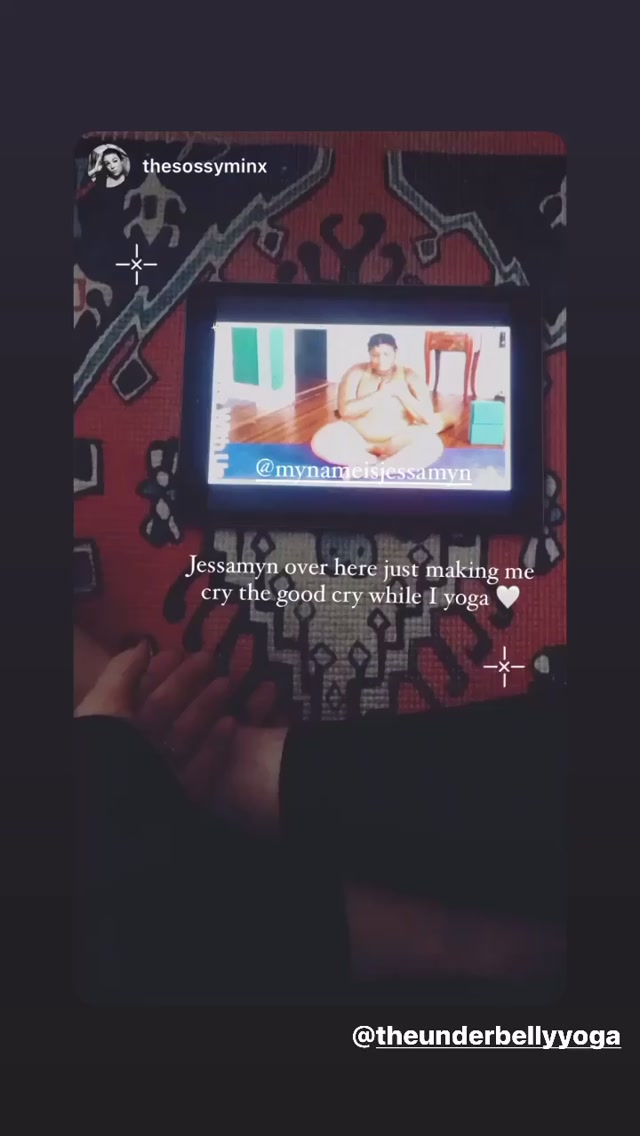 thesossyminx
@mynameisjessamyn
Jessamyn over here just making me
cry the good cry while I yoga 🤍
@theunderbellyyoga